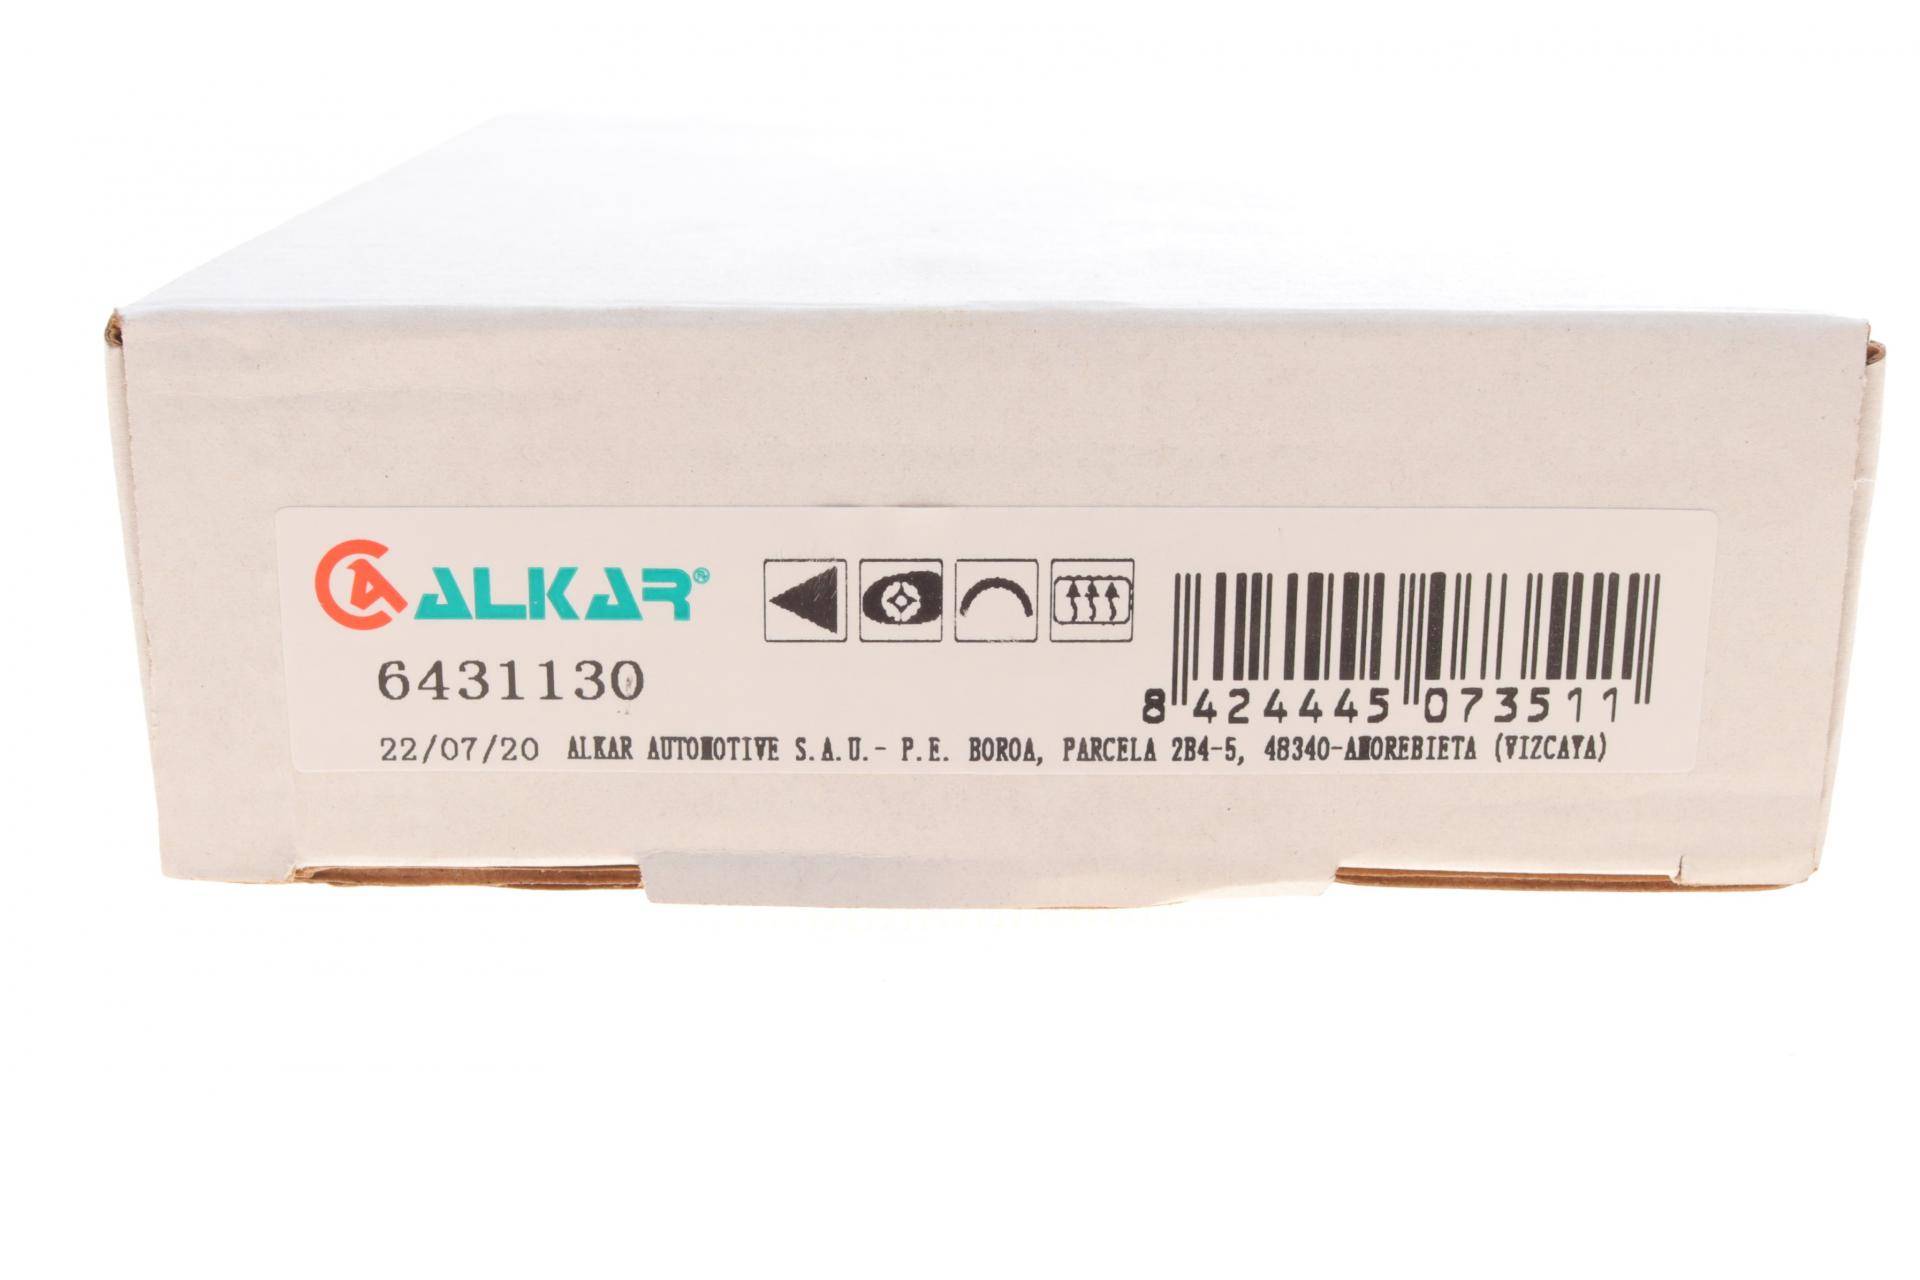 ALKAR®
6431130
8 424445 073511
22/07/20 ALKAR AUTOMOTIVE S.A.U.- P.E. BOROA, PARCELA 2B4-5, 48340-AMOREBIETA (VIZCAYA)